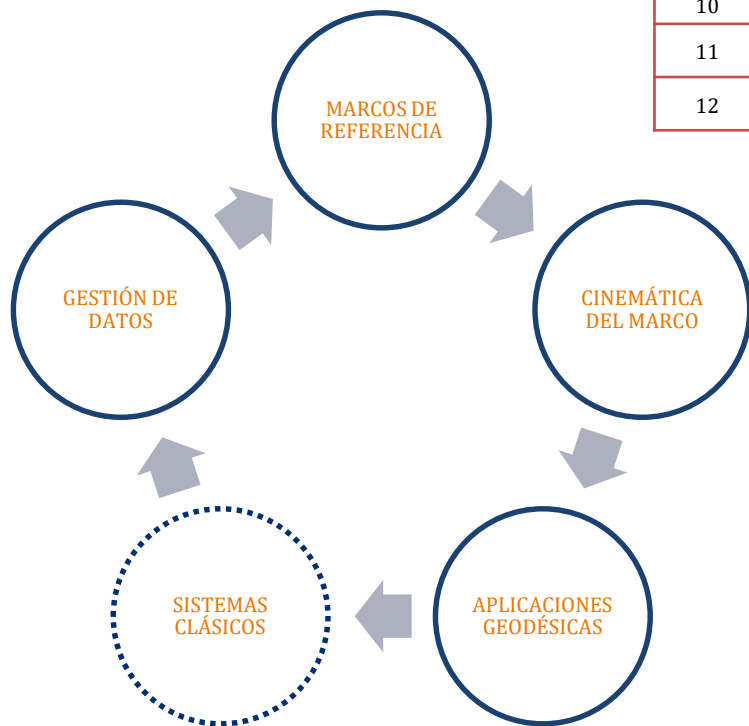 10
11
12
MARCOS DE
REFERENCIA
GESTIÓN DE
DATOS
CINEMÁTICA
DEL MARCO
SISTEMAS
CLÁSICOS
APLICACIONES
GEODÉSICAS